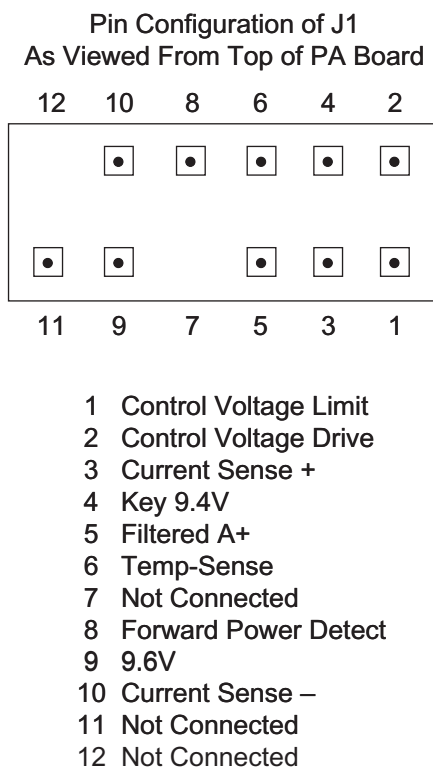 Pin Configuration of J1
As Viewed From Top of PA Board
12 10 8 6 4 2
11 9 7 5 3 1
1 Control Voltage Limit
2 Control Voltage Drive
3 Current Sense +
4 Key 9.4V
5 Filtered A+
6 Temp-Sense
7 Not Connected
8 Forward Power Detect
9 9.6V
10 Current Sense –
11 Not Connected
12 Not Connected